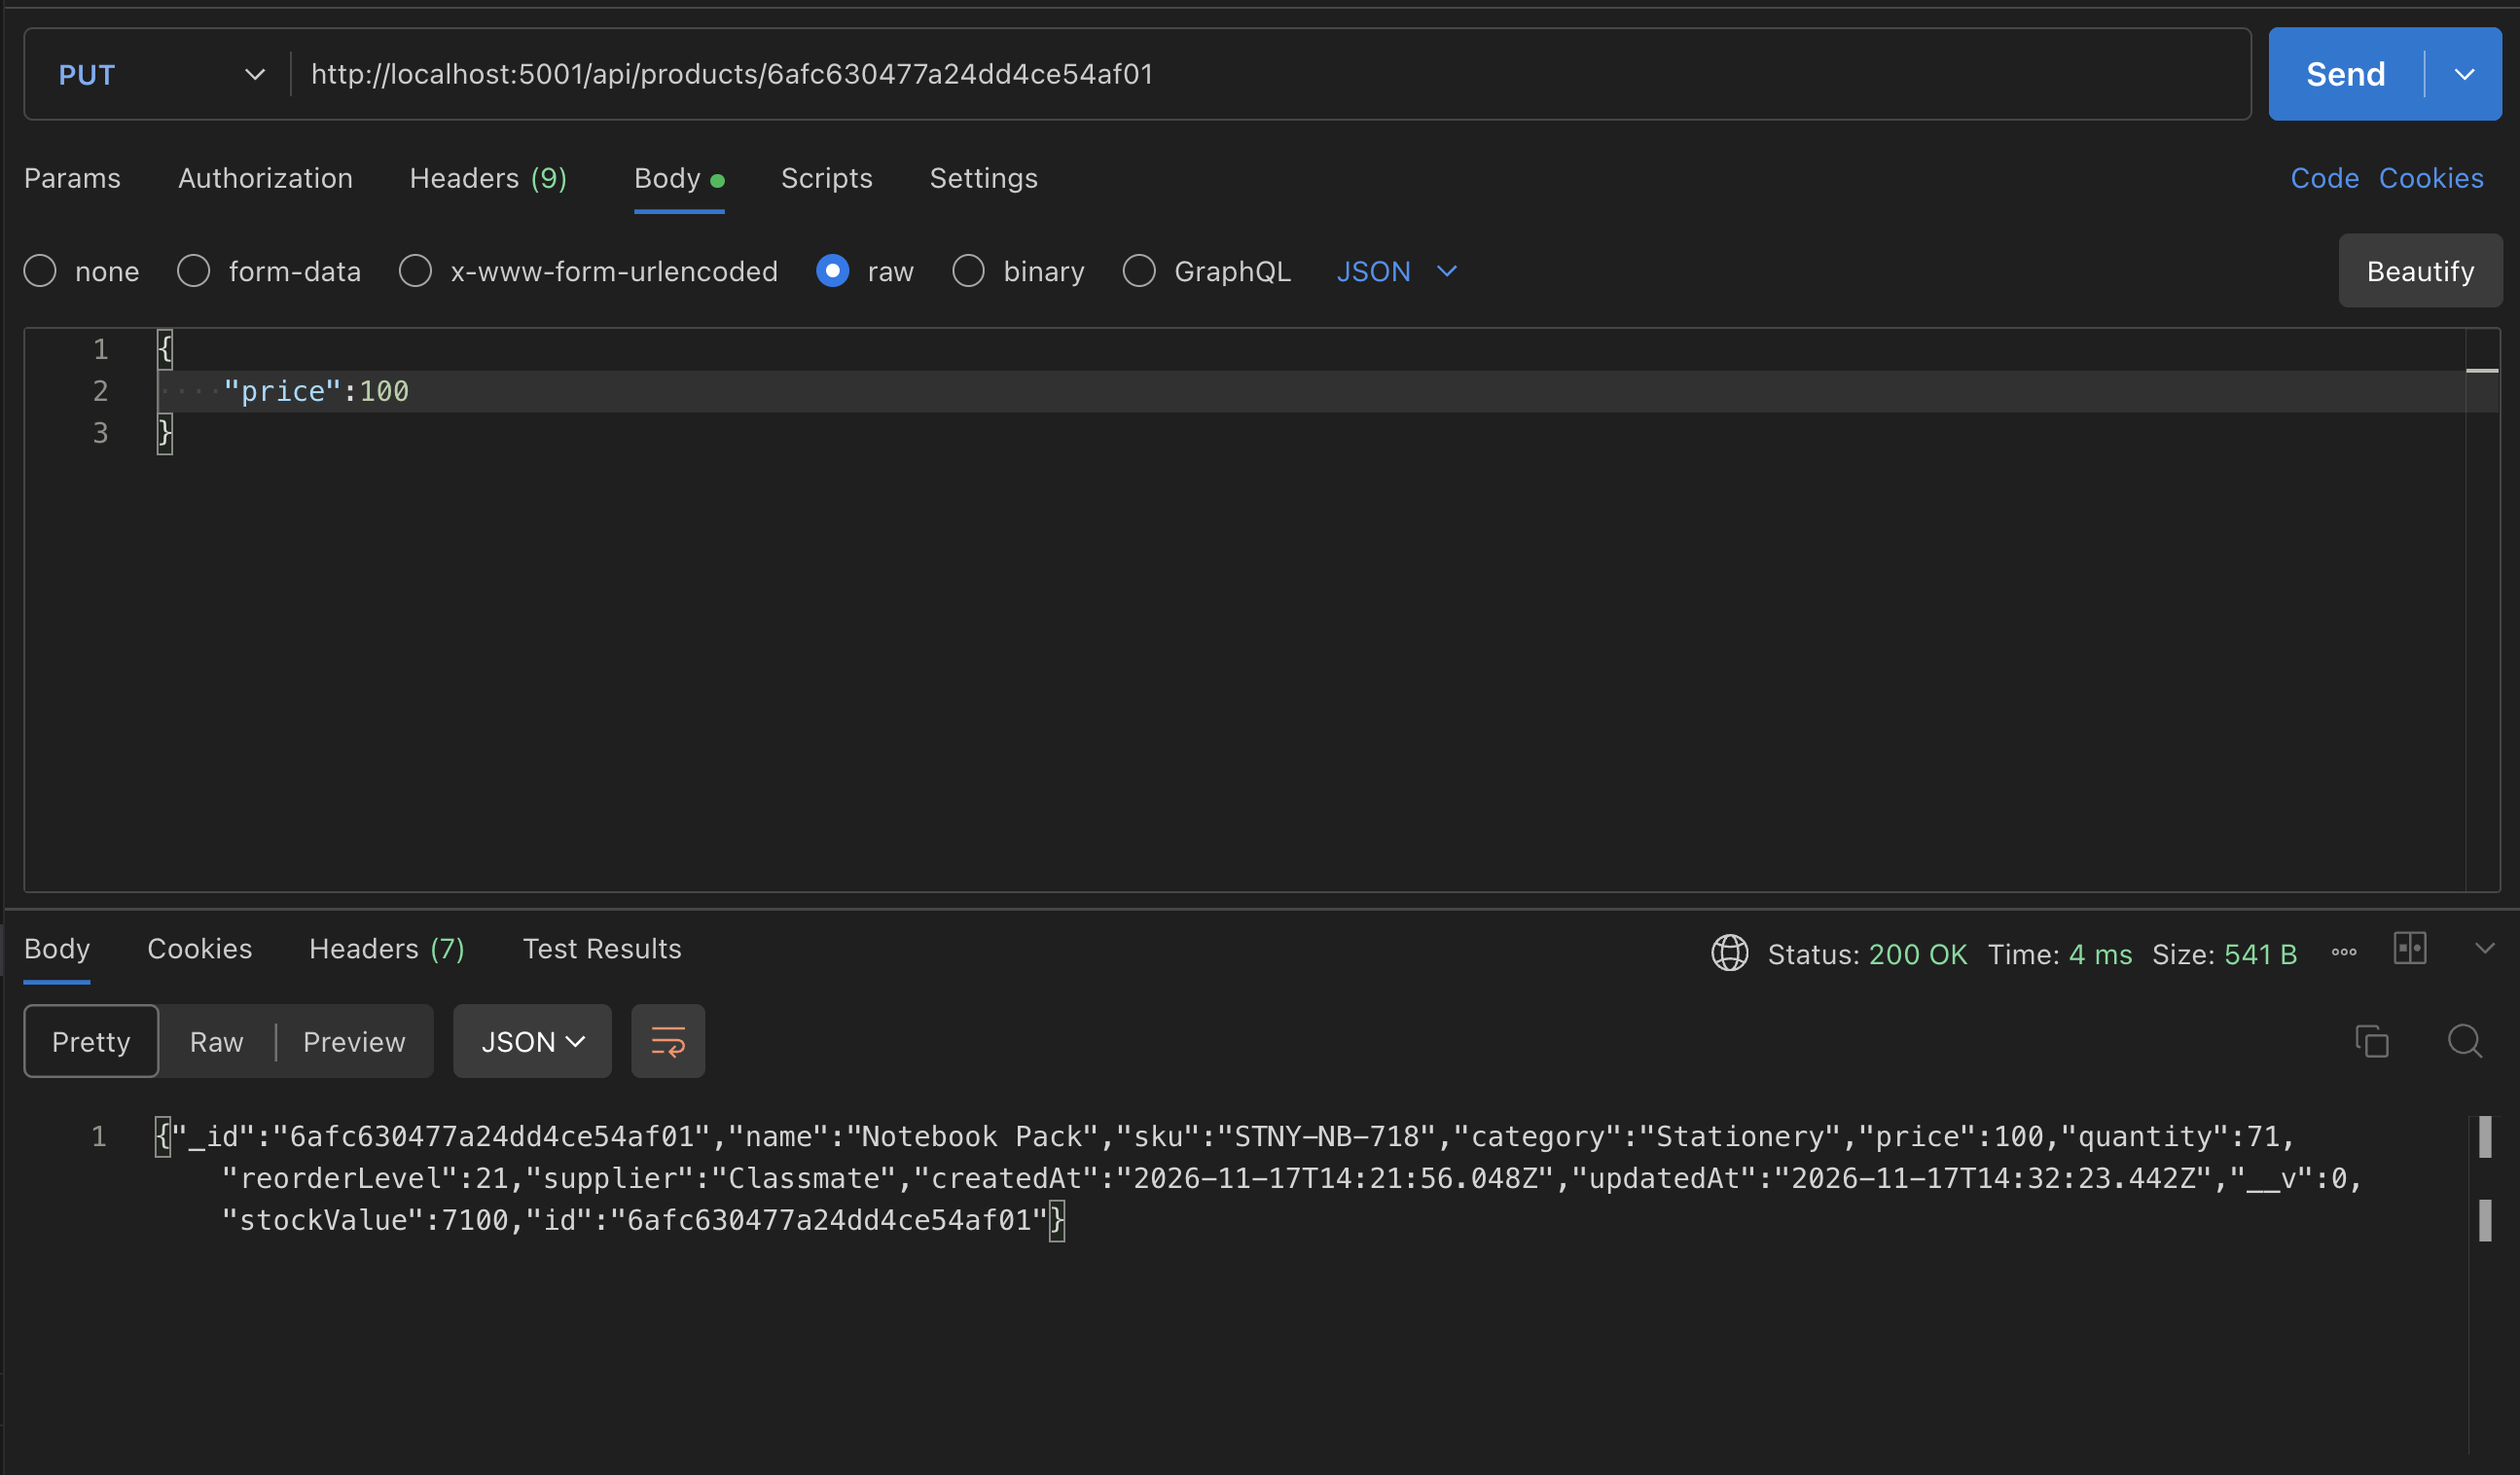 PUT http://localhost:5001/api/products/6afc630477a24dd4ce54af01 Send
Params Authorization Headers (9) Body Scripts Settings Code Cookies
none form-data x-www-form-urlencoded raw binary GraphQL JSON Beautify
1 {
2 ····"price":100
3 }
Body Cookies Headers (7) Test Results Status: 200 OK Time: 4 ms Size: 541 B
Pretty Raw Preview JSON
1 {"_id":"6afc630477a24dd4ce54af01","name":"Notebook Pack","sku":"STNY-NB-718","category":"Stationery","price":100,"quantity":71,
"reorderLevel":21,"supplier":"Classmate","createdAt":"2026-11-17T14:21:56.048Z","updatedAt":"2026-11-17T14:32:23.442Z","__v":0,
"stockValue":7100,"id":"6afc630477a24dd4ce54af01"}